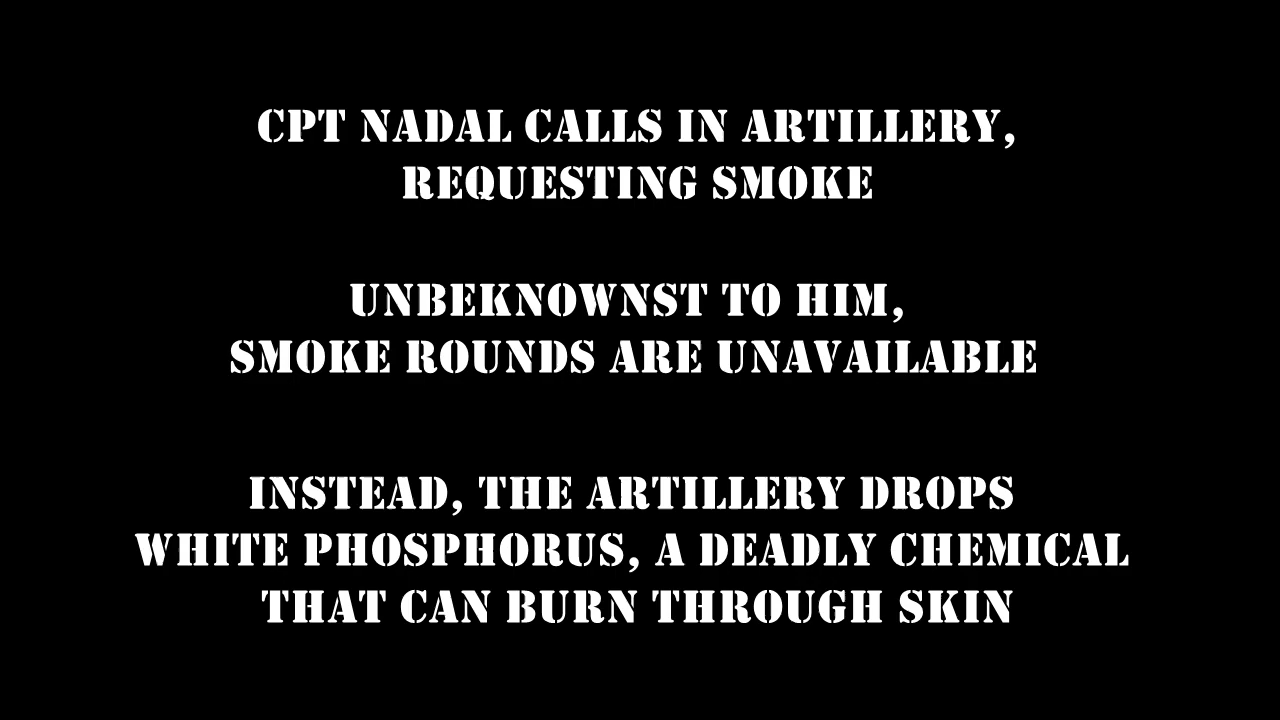 CPT NADAL CALLS IN ARTILLERY,
REQUESTING SMOKE
UNBEKNOWNST TO HIM,
SMOKE ROUNDS ARE UNAVAILABLE
INSTEAD, THE ARTILLERY DROPS
WHITE PHOSPHORUS, A DEADLY CHEMICAL
THAT CAN BURN THROUGH SKIN